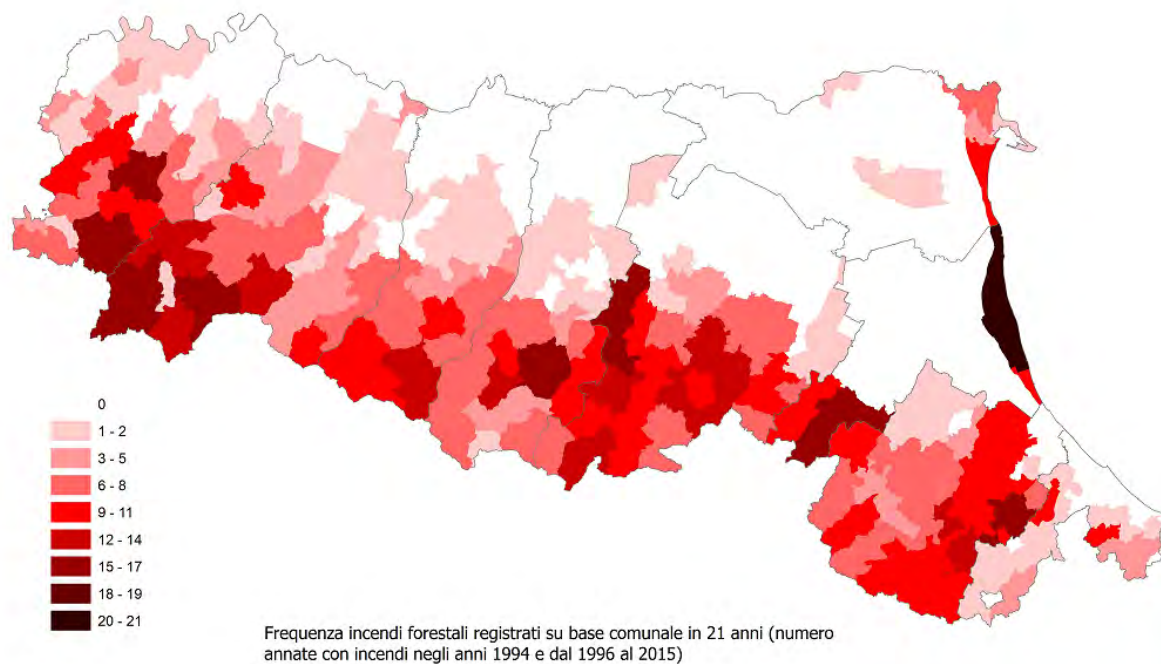 0
1 - 2
3 - 5
6 - 8
9 - 11
12 - 14
15 - 17
18 - 19
20 - 21
Frequenza incendi forestali registrati su base comunale in 21 anni (numero
annate con incendi negli anni 1994 e dal 1996 al 2015)